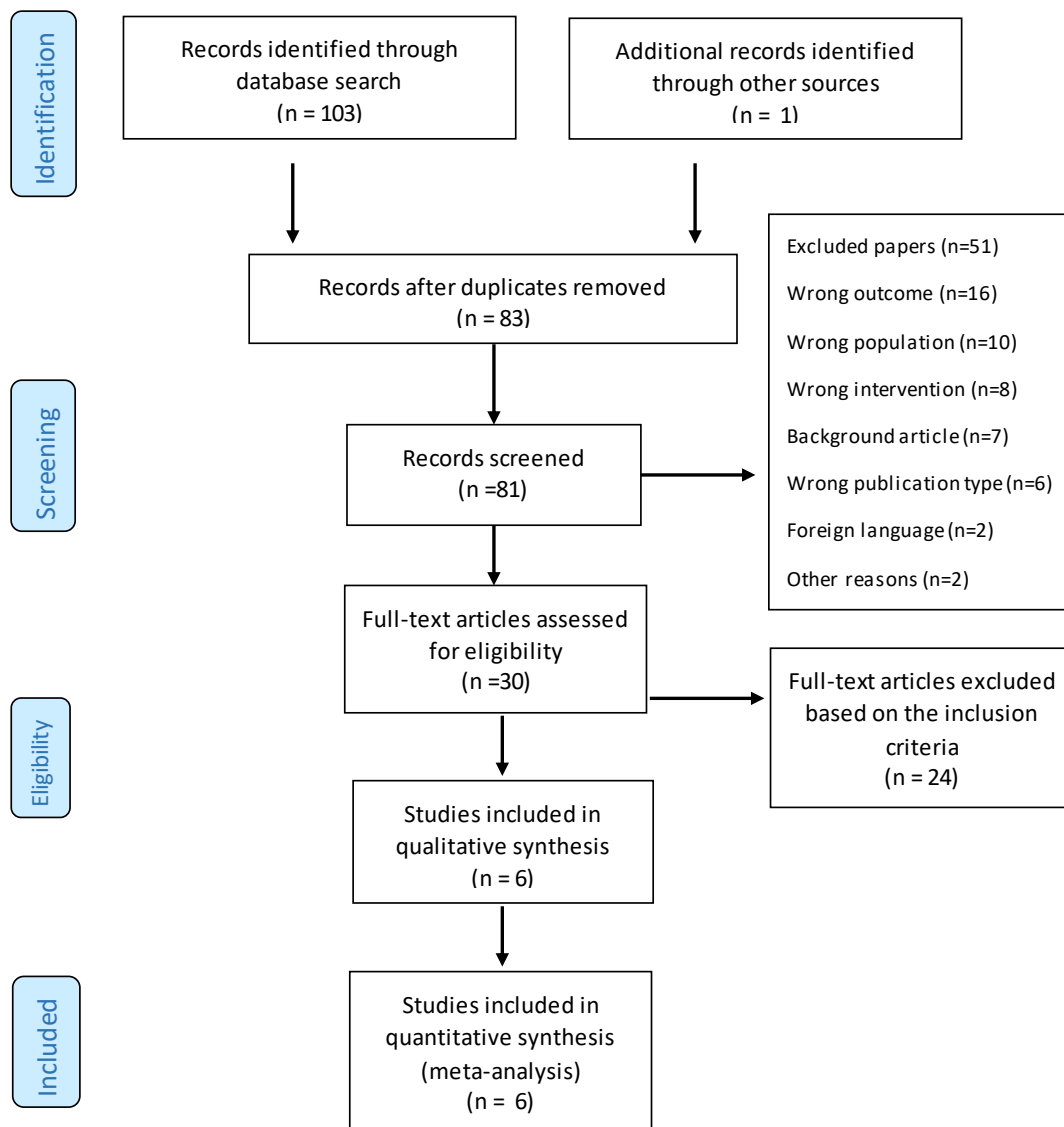 Identification
Records identified through
database search
(n = 103)
Additional records identified
through other sources
(n = 1)
Records after duplicates removed
(n = 83)
Excluded papers (n=51)
Wrong outcome (n=16)
Wrong population (n=10)
Wrong intervention (n=8)
Background article (n=7)
Wrong publication type (n=6)
Foreign language (n=2)
Other reasons (n=2)
Screening
Records screened
(n =81)
Full-text articles assessed
for eligibility
(n =30)
Full-text articles excluded
based on the inclusion
criteria
(n = 24)
Eligibility
Studies included in
qualitative synthesis
(n = 6)
Included
Studies included in
quantitative synthesis
(meta-analysis)
(n = 6)